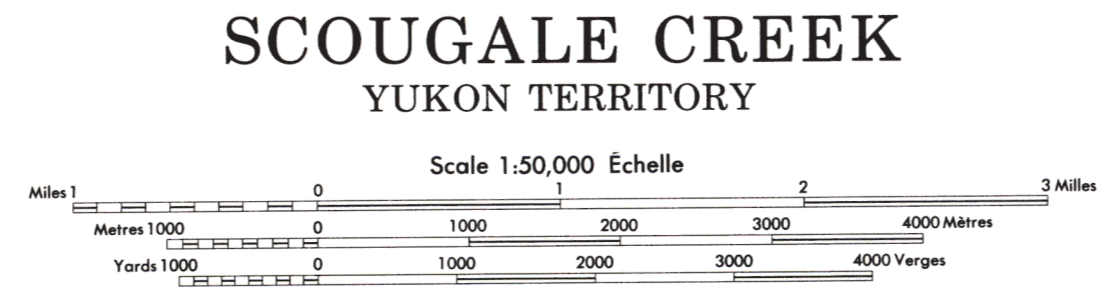 SCOUGALE CREEK
YUKON TERRITORY
Scale 1:50,000 Échelle
Miles 1 0 1 2 3 Milles
Metres 1000 0 1000 2000 3000 4000 Mètres
Yards 1000 0 1000 2000 3000 4000 Verges